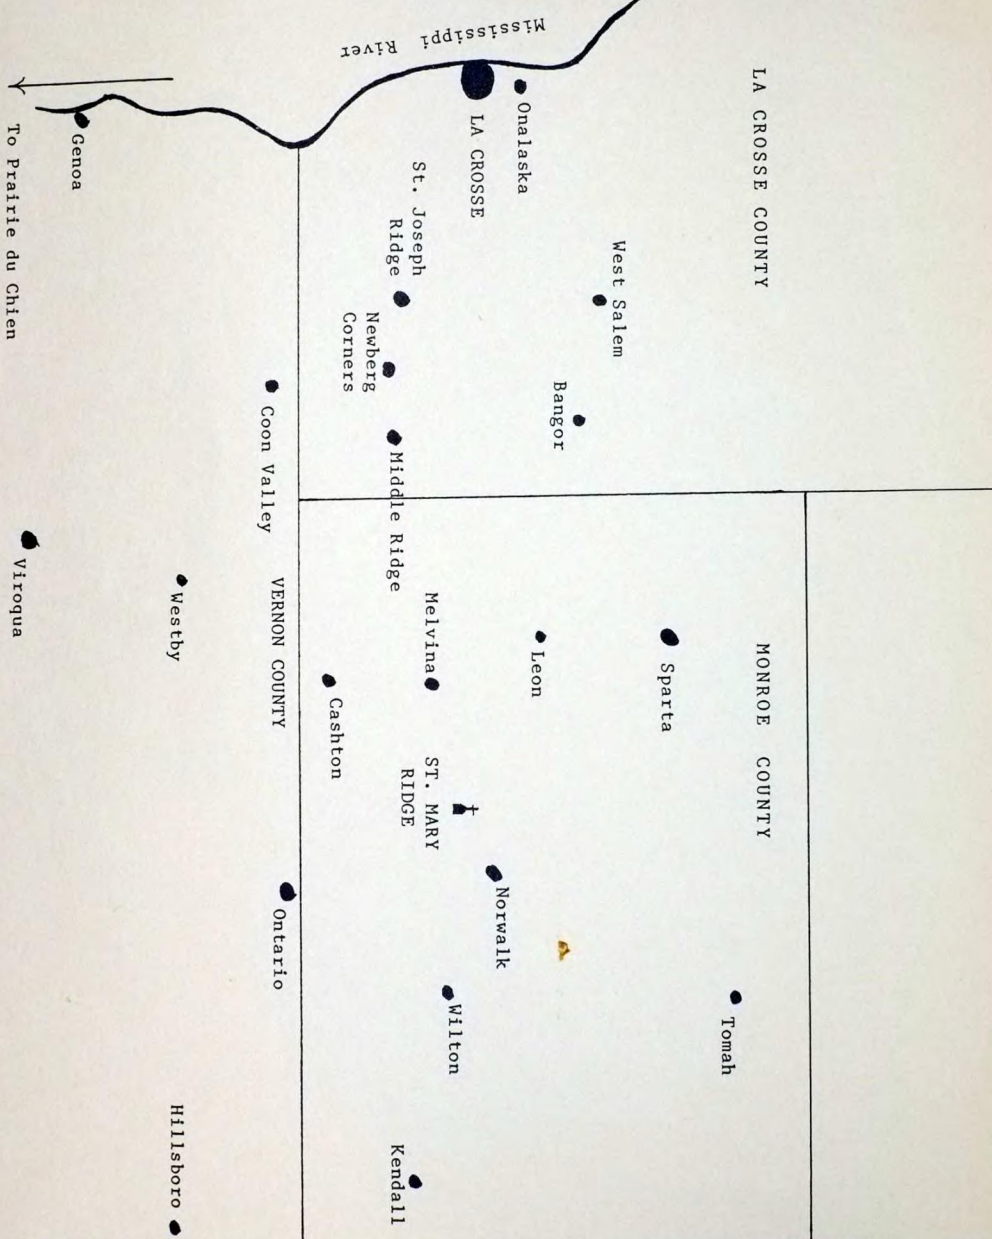 LA CROSSE COUNTY
MONROE COUNTY
Tomah
Sparta
West Salem
Bangor
Leon
Onalaska
Norwalk
LA CROSSE
Mississippi River
Wilton
ST. MARY
RIDGE
Melvina
St. Joseph
Ridge
Middle Ridge
Kendall
Newberg
Corners
Cashton
Coon Valley
VERNON COUNTY
Ontario
Westby
Hillsboro
Genoa
Viroqua
To Prairie du Chien